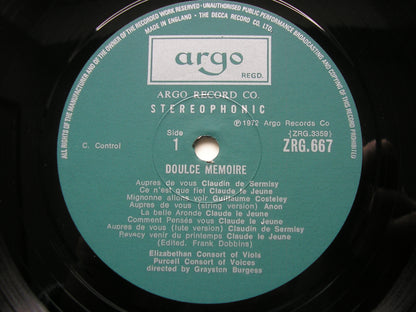 ALL RIGHTS OF THE MANUFACTURER AND OF THE OWNER OF THE RECORDED WORK RESERVED · UNAUTHORISED PUBLIC PERFORMANCE BROADCASTING AND COPYING OF THIS RECORD PROHIBITED
MADE IN ENGLAND · THE DECCA RECORD CO. LTD.
argo
REGD.
ARGO RECORD CO.
STEREOPHONIC
℗ 1972 Argo Records Co
Side (ZRG.3359)
C. Control 1 ZRG.667
DOULCE MEMOIRE
Aupres de vous Claudin de Sermisy
Ce n'est que fiel Claude le Jeune
Mignonne allons voir Guillaume Costeley
Aupres de vous (string version) Anon
La belle Aronde Claude le Jeune
Comment Pensés vous Claude le Jeune
Aupres de vous (lute version) Claudin de Sermisy
Revecy venir du printemps Claude le Jeune
(Edited. Frank Dobbins)
Elizabethan Consort of Viols
Purcell Consort of Voices
directed by Grayston Burgess